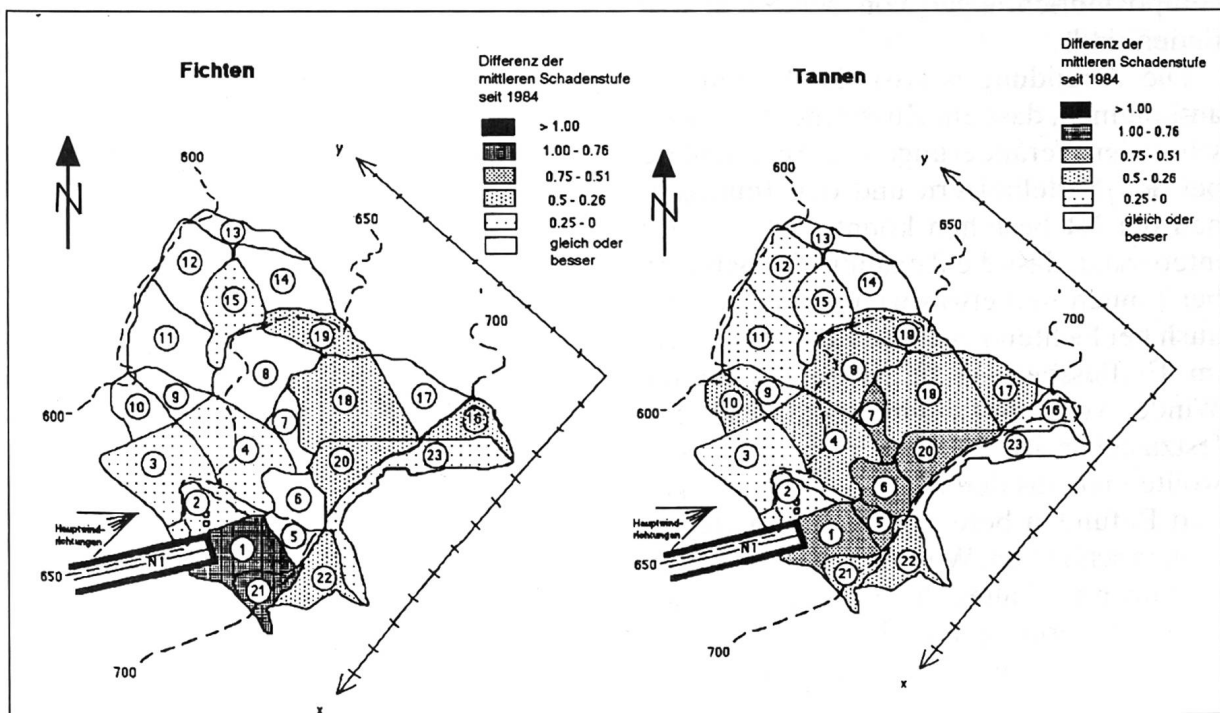 Fichten
Differenz der
mittleren Schadenstufe
seit 1984
> 1.00
1.00 - 0.76
0.75 - 0.51
0.5 - 0.26
0.25 - 0
gleich oder
besser
N
600
y
650
700
13
12
14
15
11
19
8
17
18
600
9
10
7
16
4
3
20
23
2
6
Hauptwind-
richtungen
1
5
N1
650
21
22
700
x
Tannen
Differenz der
mittleren Schadenstufe
seit 1984
> 1.00
1.00 - 0.76
0.75 - 0.51
0.5 - 0.26
0.25 - 0
gleich oder
besser
N
600
y
650
700
13
12
14
15
11
19
8
17
18
600
9
10
7
16
4
3
20
23
2
6
Hauptwind-
richtungen
1
5
N1
650
21
22
700
x